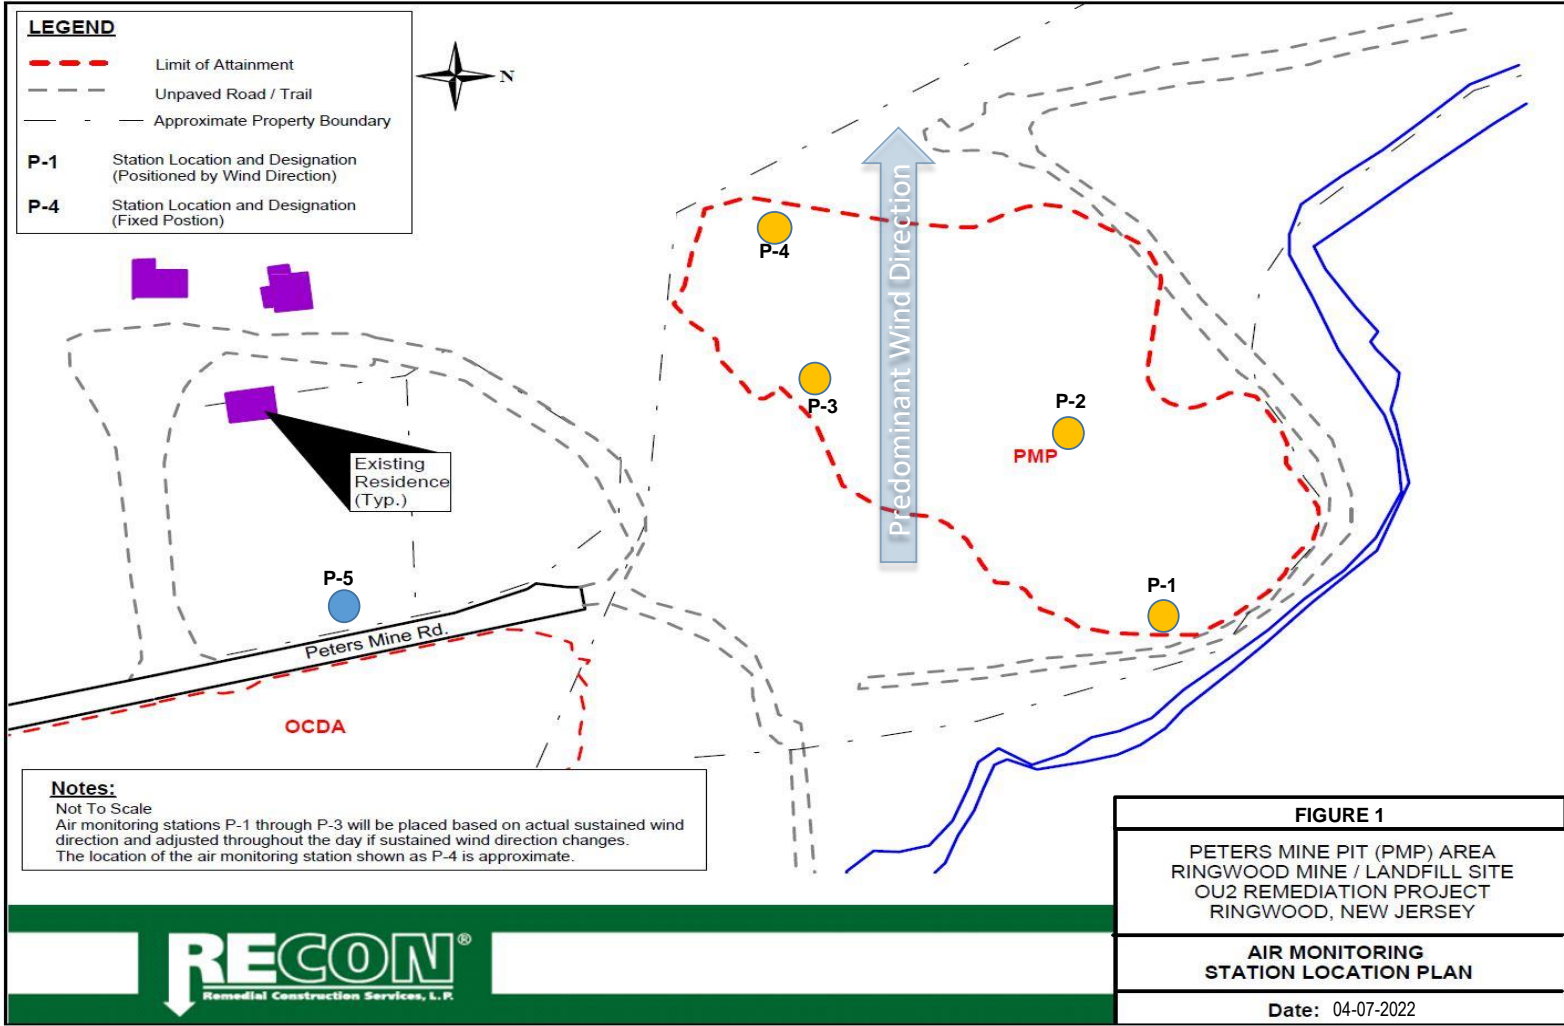 LEGEND
Limit of Attainment
Unpaved Road / Trail
Approximate Property Boundary
P-1
Station Location and Designation
(Positioned by Wind Direction)
P-4
Station Location and Designation
(Fixed Postion)
N
Predominant Wind Direction
P-4
P-3
P-2
PMP
P-1
Existing
Residence
(Typ.)
P-5
Peters Mine Rd.
OCDA
Notes:
Not To Scale
Air monitoring stations P-1 through P-3 will be placed based on actual sustained wind
direction and adjusted throughout the day if sustained wind direction changes.
The location of the air monitoring station shown as P-4 is approximate.
RECON®
Remedial Construction Services, L.P.
FIGURE 1
PETERS MINE PIT (PMP) AREA
RINGWOOD MINE / LANDFILL SITE
OU2 REMEDIATION PROJECT
RINGWOOD, NEW JERSEY
AIR MONITORING
STATION LOCATION PLAN
Date: 04-07-2022